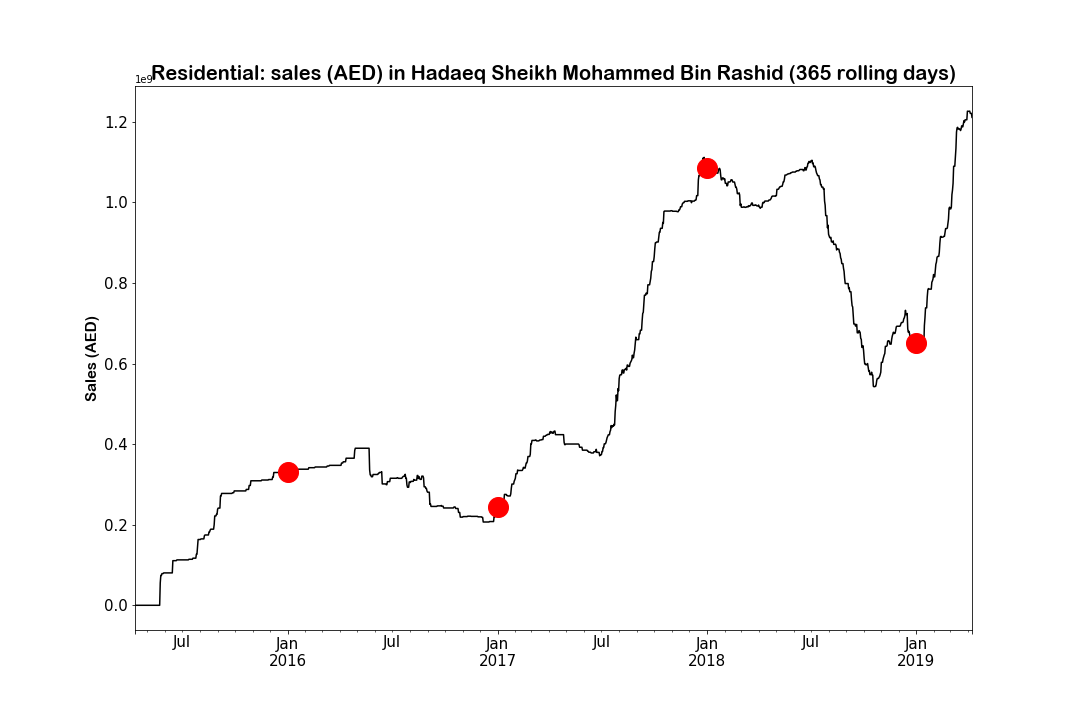 Residential: sales (AED) in Hadaeq Sheikh Mohammed Bin Rashid (365 rolling days)
1e9
1.2
1.0
0.8
0.6
0.4
0.2
0.0
Sales (AED)
Jul Jan Jul Jan Jul Jan Jul Jan
2016 2017 2018 2019